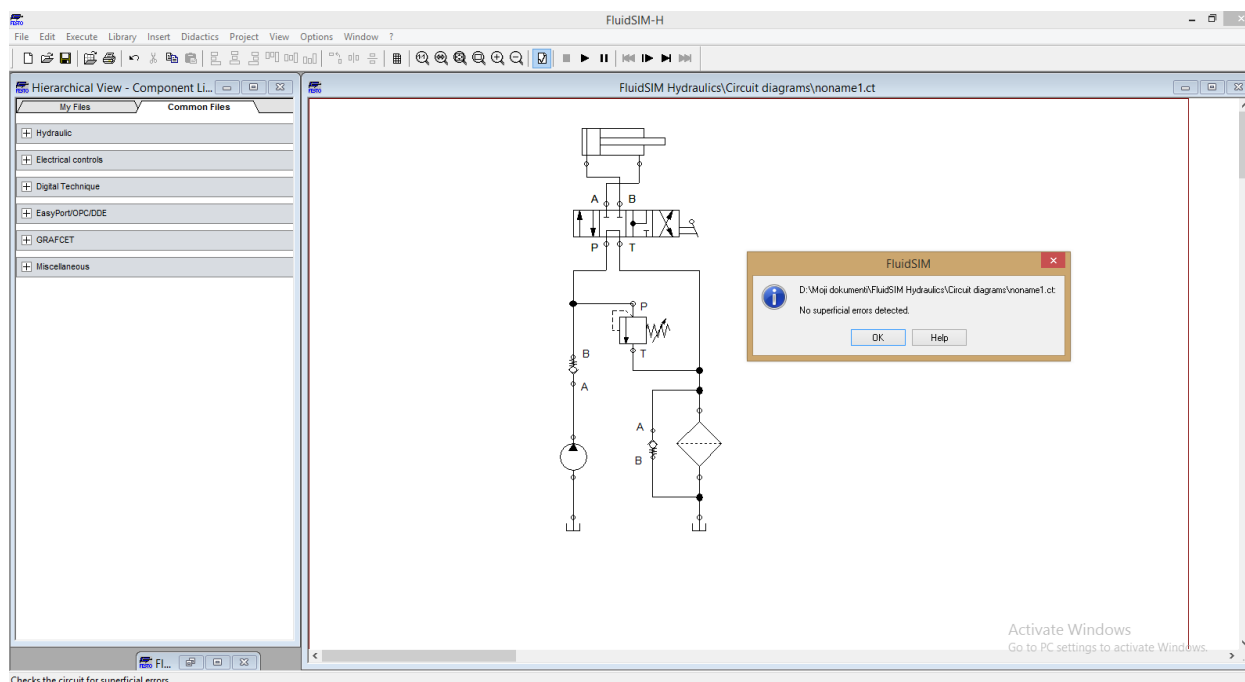 FluidSIM-H
File Edit Execute Library Insert Didactics Project View Options Window ?
Hierarchical View - Component Li...
My Files Common Files
Hydraulic
Electrical controls
Digital Technique
EasyPort/OPC/DDE
GRAFCET
Miscellaneous
FluidSIM Hydraulics\Circuit diagrams\noname1.ct
A B
P T
P
T
B
A
A
B
FluidSIM
D:\Moji dokumenti\FluidSIM Hydraulics\Circuit diagrams\noname1.ct:
No superficial errors detected.
OK Help
Activate Windows
Go to PC settings to activate Windows.
FESTO Fl...
Checks the circuit for superficial errors